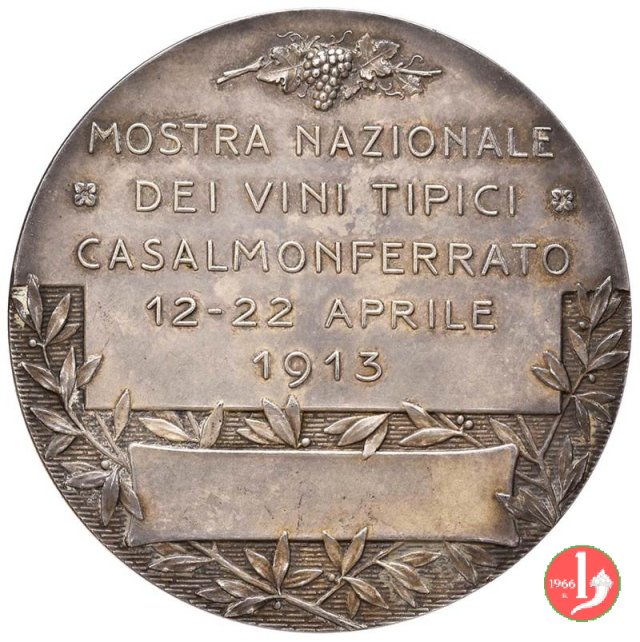 MOSTRA NAZIONALE
DEI VINI TIPICI
CASALMONFERRATO
12-22 APRILE
1913
1966